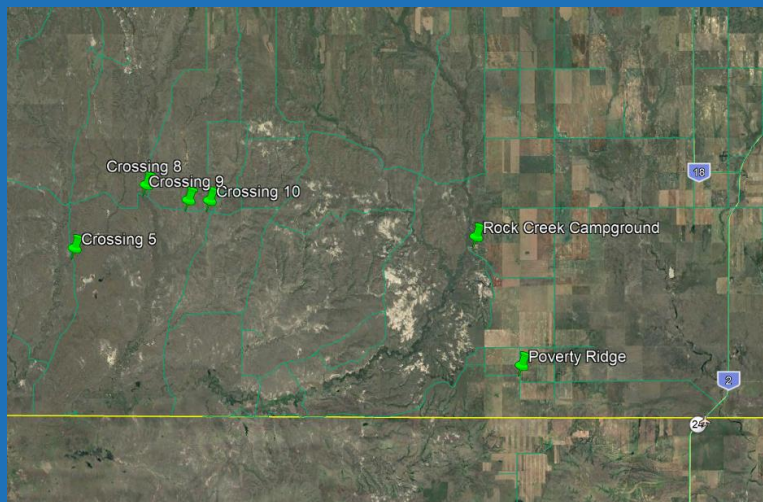 Crossing 8
Crossing 9
Crossing 10
18
Crossing 5
Rock Creek Campground
Poverty Ridge
2
24